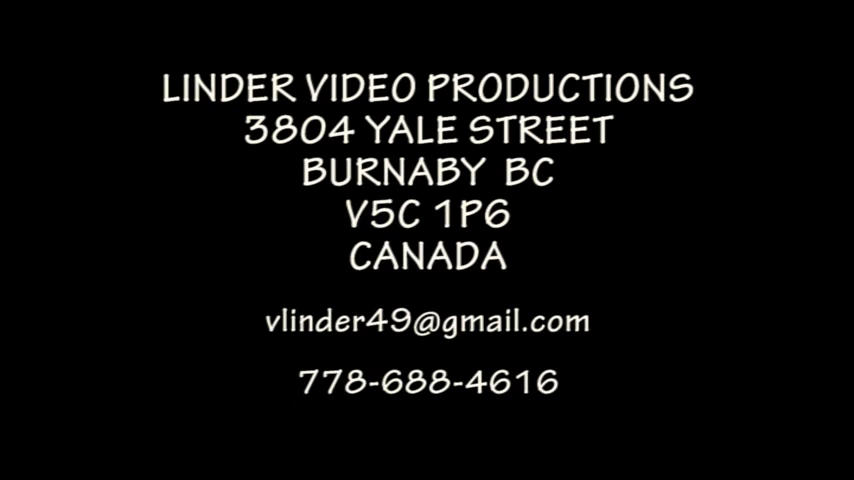 LINDER VIDEO PRODUCTIONS
3804 YALE STREET
BURNABY BC
V5C 1P6
CANADA
vlinder49@gmail.com
778-688-4616